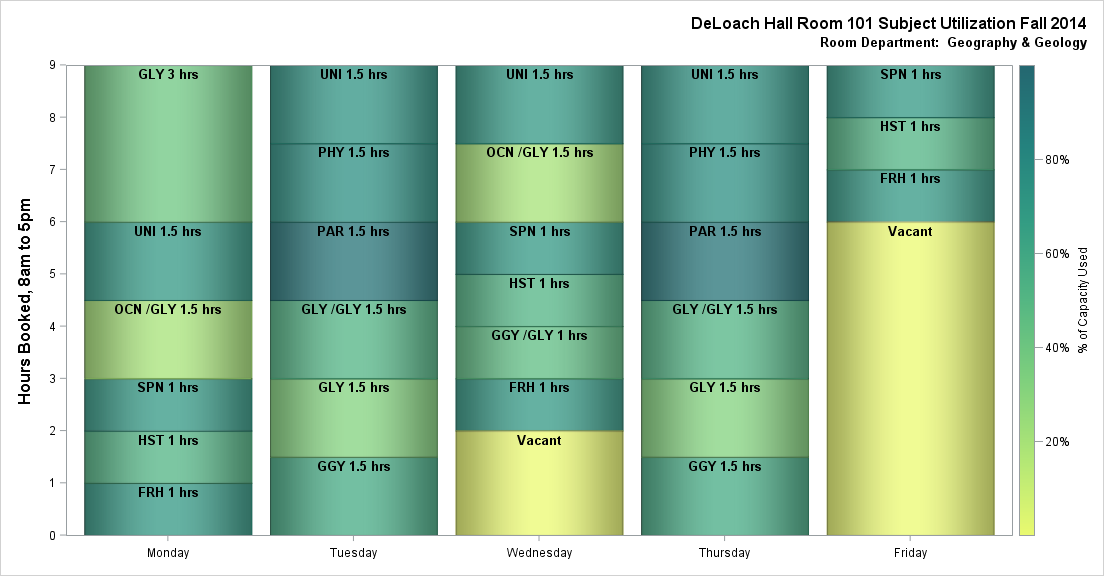 DeLoach Hall Room 101 Subject Utilization Fall 2014
Room Department:  Geography & Geology
Hours Booked, 8am to 5pm
9
8
7
6
5
4
3
2
1
0
GLY 3 hrs
UNI 1.5 hrs
OCN /GLY 1.5 hrs
SPN 1 hrs
HST 1 hrs
FRH 1 hrs
Monday
UNI 1.5 hrs
PHY 1.5 hrs
PAR 1.5 hrs
GLY /GLY 1.5 hrs
GLY 1.5 hrs
GGY 1.5 hrs
Tuesday
UNI 1.5 hrs
OCN /GLY 1.5 hrs
SPN 1 hrs
HST 1 hrs
GGY /GLY 1 hrs
FRH 1 hrs
Vacant
Wednesday
UNI 1.5 hrs
PHY 1.5 hrs
PAR 1.5 hrs
GLY /GLY 1.5 hrs
GLY 1.5 hrs
GGY 1.5 hrs
Thursday
SPN 1 hrs
HST 1 hrs
FRH 1 hrs
Vacant
Friday
80%
60%
40%
20%
% of Capacity Used